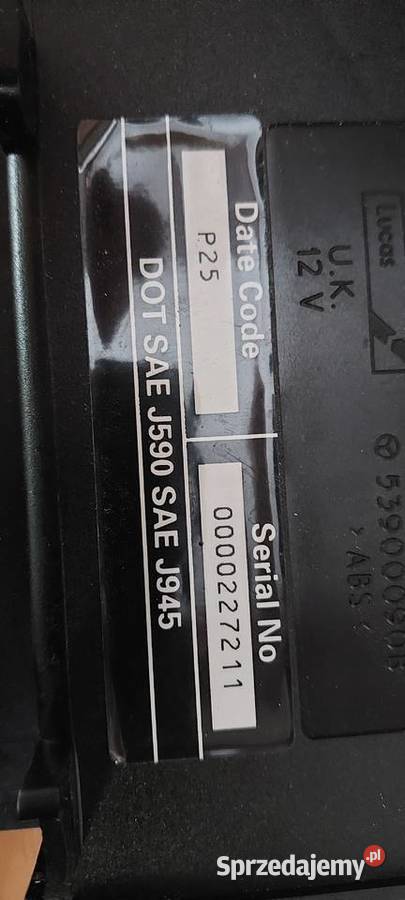 Lucas
U.K.
12 V
> ABS <
Date Code
P25
Serial No
0000227211
DOT SAE J590 SAE J945
Sprzedajemy.pl